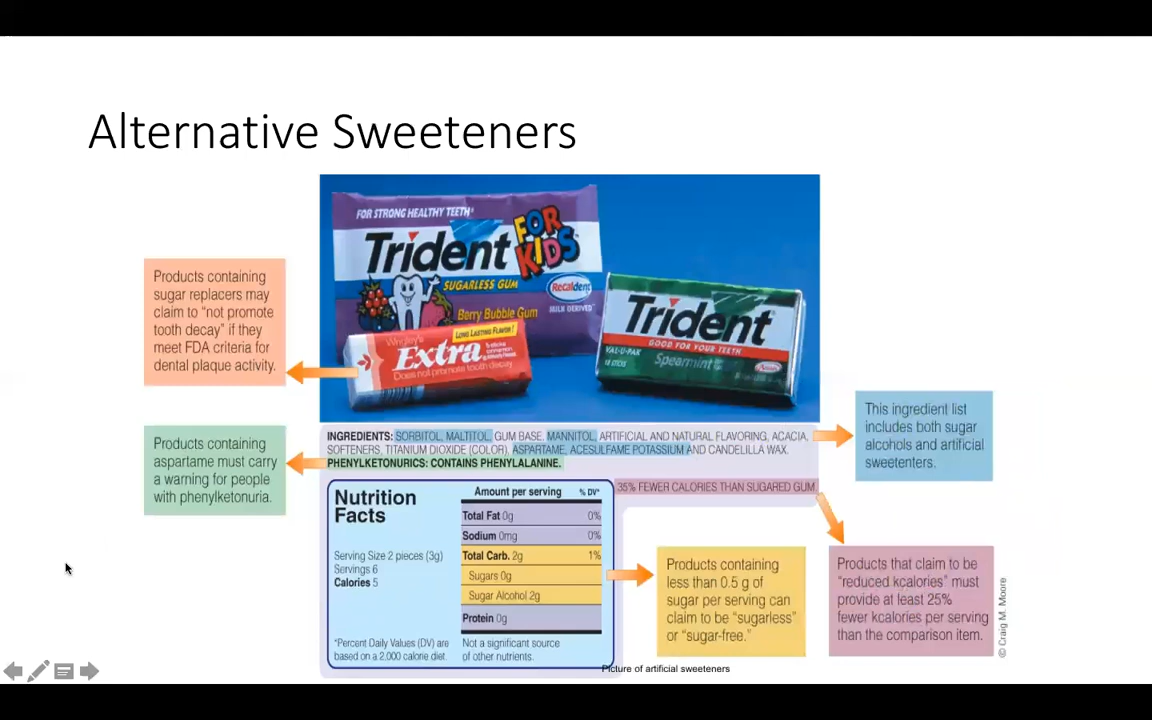 Alternative Sweeteners
FOR STRONG HEALTHY TEETH*
Trident
FOR
KIDS
SUGARLESS GUM
Recaldent
MILK DERIVED
Berry Bubble Gum
LONG LASTING FLAVOR!
Wrigley's
Extra
Does not promote tooth decay
Trident
GOOD FOR YOUR TEETH
VAL-U-PAK
18 STICKS
Spearmint
Products containing
sugar replacers may
claim to “not promote
tooth decay” if they
meet FDA criteria for
dental plaque activity.
Products containing
aspartame must carry
a warning for people
with phenylketonuria.
INGREDIENTS: SORBITOL, MALTITOL, GUM BASE, MANNITOL, ARTIFICIAL AND NATURAL FLAVORING, ACACIA,
SOFTENERS, TITANIUM DIOXIDE (COLOR), ASPARTAME, ACESULFAME POTASSIUM AND CANDELILLA WAX.
PHENYLKETONURICS: CONTAINS PHENYLALANINE.
This ingredient list
includes both sugar
alcohols and artificial
sweetenters.
35% FEWER CALORIES THAN SUGARED GUM.
Nutrition
Facts
Serving Size 2 pieces (3g)
Servings 6
Calories 5
*Percent Daily Values (DV) are
based on a 2,000 calorie diet.
Amount per serving % DV*
Total Fat 0g 0%
Sodium 0mg 0%
Total Carb. 2g 1%
Sugars 0g
Sugar Alcohol 2g
Protein 0g
Not a significant source
of other nutrients.
Products containing
less than 0.5 g of
sugar per serving can
claim to be “sugarless”
or “sugar-free.”
Products that claim to be
“reduced kcalories” must
provide at least 25%
fewer kcalories per serving
than the comparison item.
© Craig M. Moore
Picture of artificial sweeteners